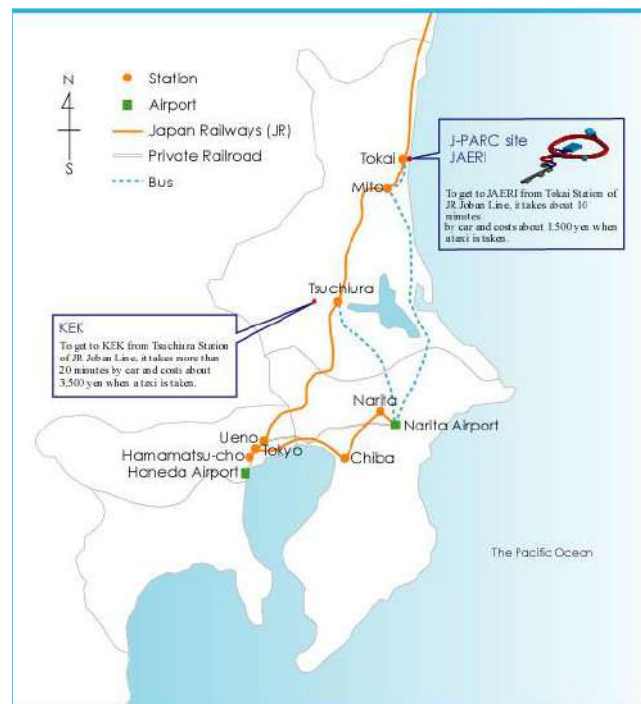 N
S
Station
Airport
Japan Railways (JR)
Private Railroad
Bus
J-PARC site
JAERI
To get to JAERI from Tokai Station of
JR Joban Line, it takes about 10
minutes
by car and costs about 1,500 yen when
a taxi is taken.
Tokai
Mito
Tsuchiura
KEK
To get to KEK from Tsuchiura Station
of JR Joban Line, it takes more than
20 minutes by car and costs about
3,500 yen when a taxi is taken.
Narita
Narita Airport
Ueno
Tokyo
Hamamatsu-cho
Haneda Airport
Chiba
The Pacific Ocean